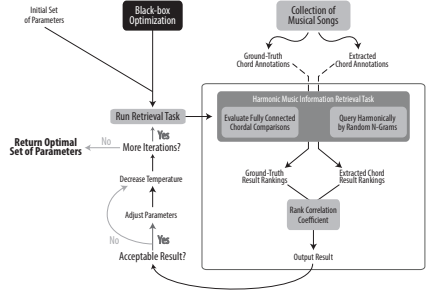 Initial Set
of Parameters
Black-box
Optimization
Collection of
Musical Songs
Ground-Truth
Chord Annotations
Extracted
Chord Annotations
Harmonic Music Information Retrieval Task
Run Retrieval Task
Evaluate Fully Connected
Chordal Comparisons
Query Harmonically
by Random N-Grams
No
Yes
Return Optimal
Set of Parameters
More Iterations?
Ground-Truth
Result Rankings
Extracted Chord
Result Rankings
Decrease Temperature
Rank Correlation
Coefficient
Adjust Parameters
No
Yes
Acceptable Result?
Output Result